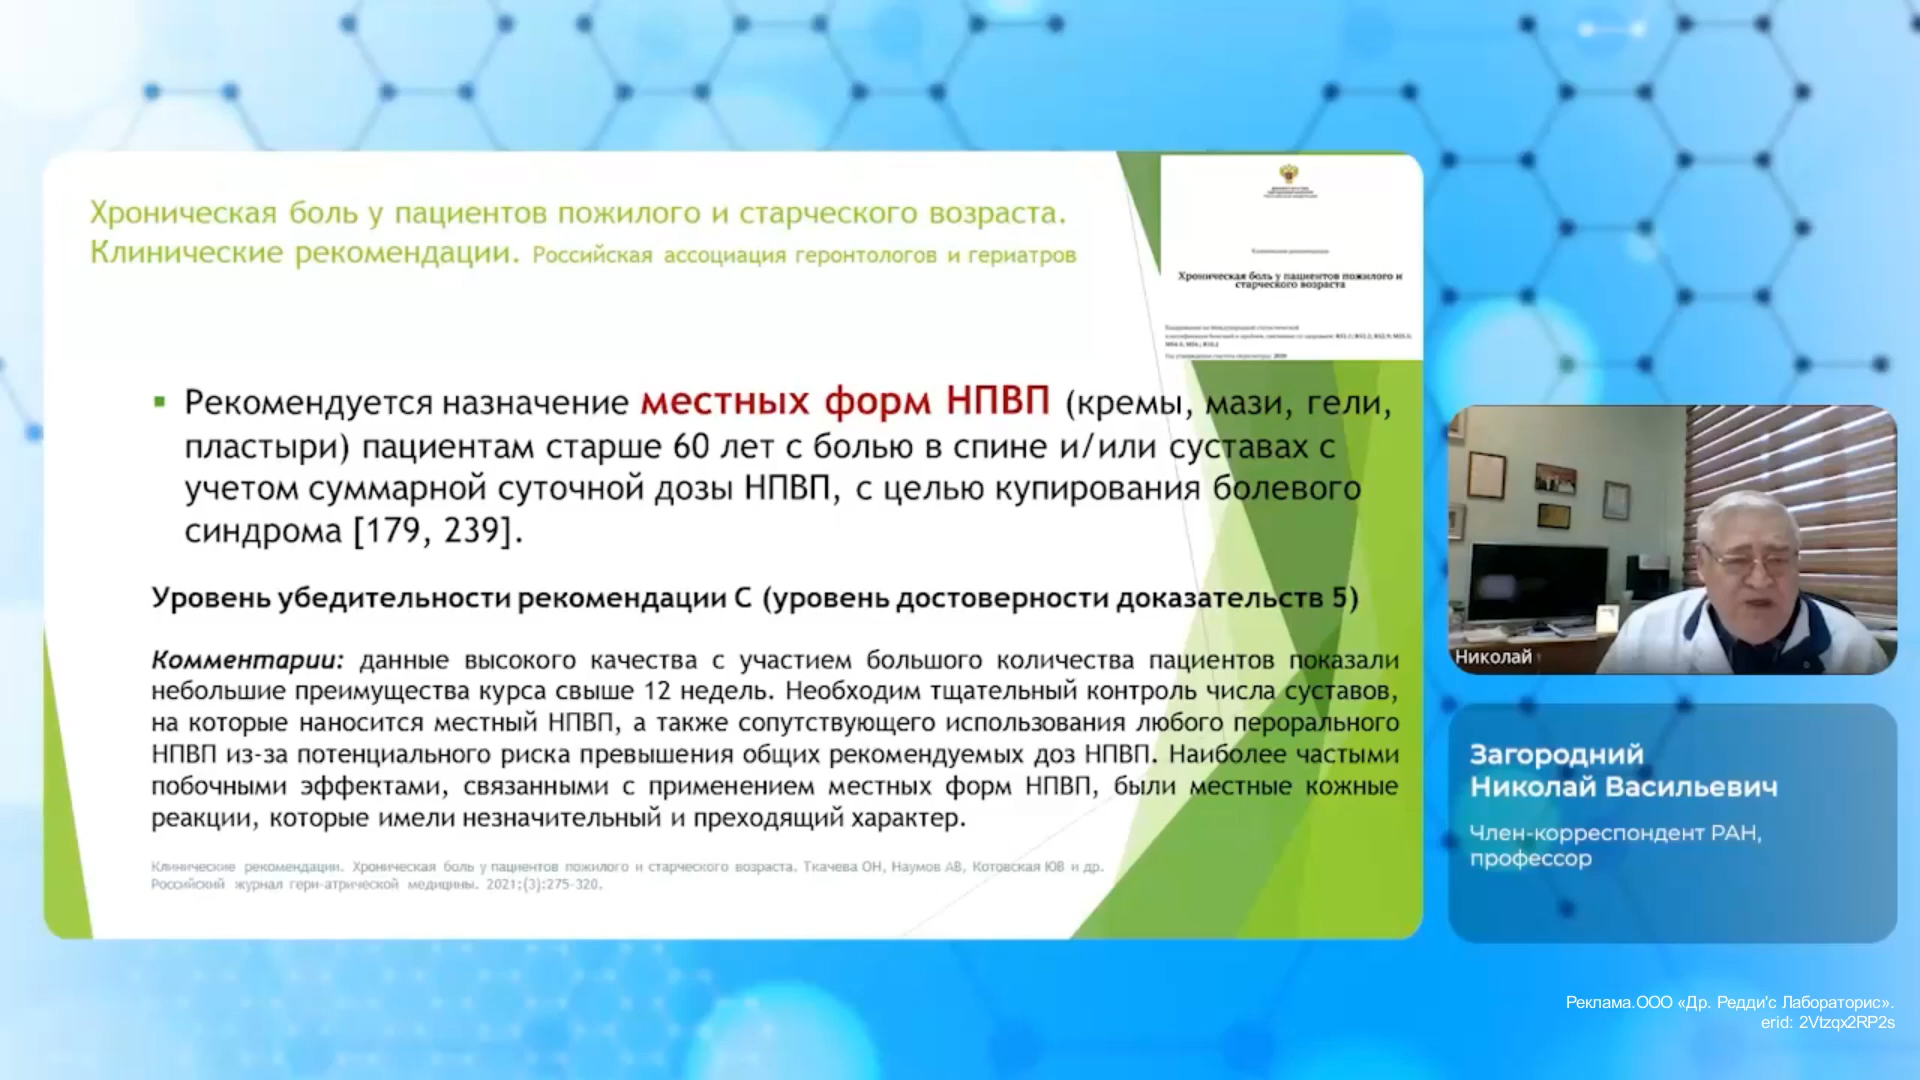 Хроническая боль у пациентов пожилого и старческого возраста.
Клинические рекомендации. Российская ассоциация геронтологов и гериатров
Хроническая боль у пациентов пожилого и
старческого возраста
Рекомендуется назначение местных форм НПВП (кремы, мази, гели,
пластыри) пациентам старше 60 лет с болью в спине и/или суставах с
учетом суммарной суточной дозы НПВП, с целью купирования болевого
синдрома [179, 239].
Уровень убедительности рекомендации С (уровень достоверности доказательств 5)
Комментарии: данные высокого качества с участием большого количества пациентов показали
небольшие преимущества курса свыше 12 недель. Необходим тщательный контроль числа суставов,
на которые наносится местный НПВП, а также сопутствующего использования любого перорального
НПВП из-за потенциального риска превышения общих рекомендуемых доз НПВП. Наиболее частыми
побочными эффектами, связанными с применением местных форм НПВП, были местные кожные
реакции, которые имели незначительный и преходящий характер.
Клинические рекомендации. Хроническая боль у пациентов пожилого и старческого возраста. Ткачева ОН, Наумов АВ, Котовская ЮВ и др.
Российский журнал гери-атрической медицины. 2021;(3):275-320.
Николай
Загородний
Николай Васильевич
Член-корреспондент РАН,
профессор
Реклама.ООО «Др. Редди'с Лабораторис».
erid: 2Vtzqx2RP2s